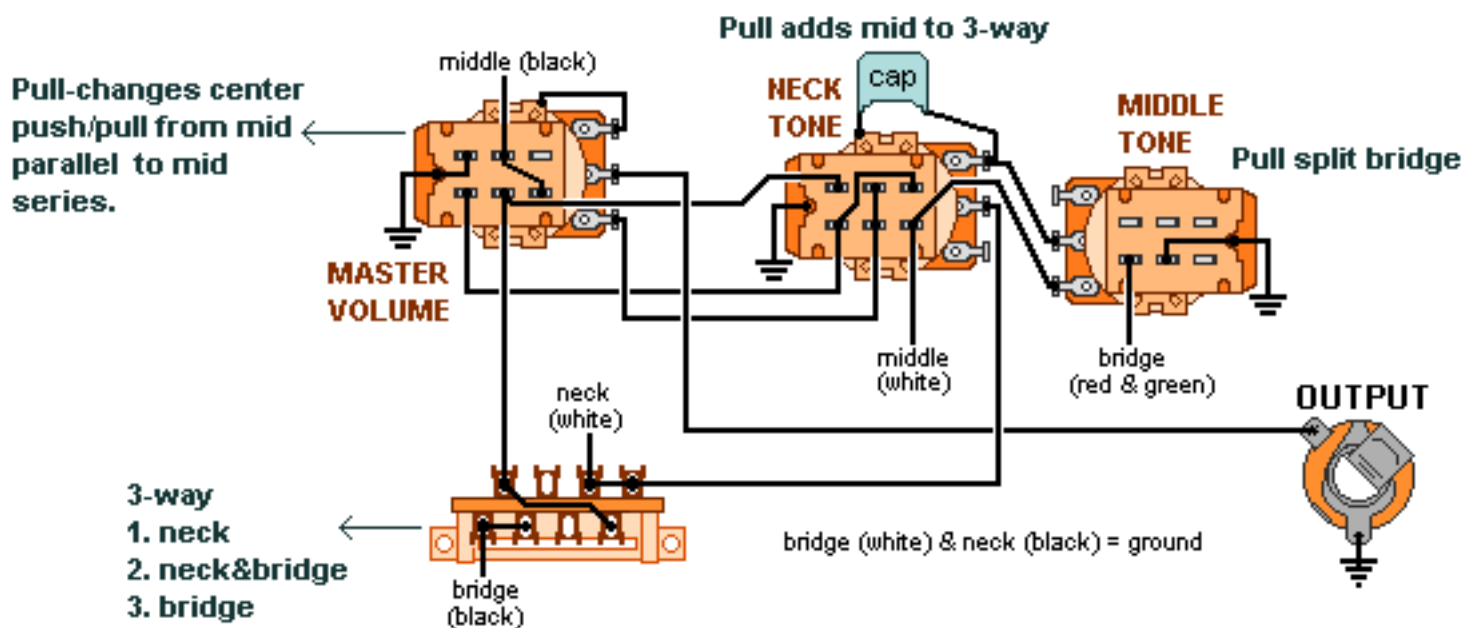 Pull adds mid to 3-way
middle (black)
cap
Pull-changes center
push/pull from mid
parallel to mid
series.
NECK
TONE
MIDDLE
TONE
Pull split bridge
MASTER
VOLUME
middle
(white)
bridge
(red & green)
neck
(white)
OUTPUT
3-way
1. neck
2. neck&bridge
3. bridge
bridge (white) & neck (black) = ground
bridge
(black)